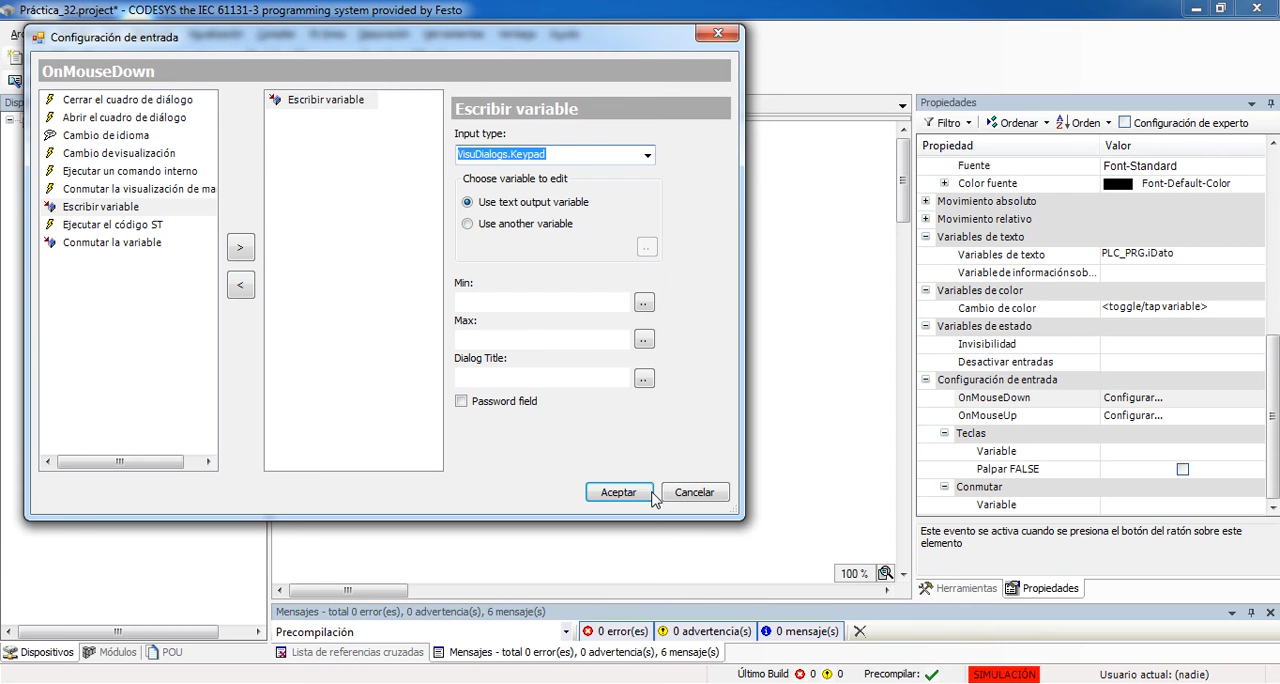 Práctica_32.project* - CODESYS the IEC 61131-3 programming system provided by Festo
Configuración de entrada
OnMouseDown
Cerrar el cuadro de diálogo
Abrir el cuadro de diálogo
Cambio de idioma
Cambio de visualización
Ejecutar un comando interno
Conmutar la visualización de ma
Escribir variable
Ejecutar el código ST
Conmutar la variable
>
<
Escribir variable
Escribir variable
Input type:
VisuDialogs.Keypad
Choose variable to edit
Use text output variable
Use another variable
Min:
Max:
Dialog Title:
Password field
Aceptar
Cancelar
Propiedades
Filtro
Ordenar
Orden
Configuración de experto
Propiedad Valor
Fuente Font-Standard
Color fuente Font-Default-Color
Movimiento absoluto
Movimiento relativo
Variables de texto
Variables de texto PLC_PRG.iDato
Variable de información sob...
Variables de color
Cambio de color <toggle/tap variable>
Variables de estado
Invisibilidad
Desactivar entradas
Configuración de entrada
OnMouseDown Configurar...
OnMouseUp Configurar...
Teclas
Variable
Palpar FALSE
Conmutar
Variable
Este evento se activa cuando se presiona el botón del ratón sobre este
elemento
Herramientas Propiedades
100 %
Mensajes - total 0 error(es), 0 advertencia(s), 6 mensaje(s)
Precompilación
0 error(es)
0 advertencia(s)
0 mensaje(s)
Dispositivos Módulos POU
Lista de referencias cruzadas
Mensajes - total 0 error(es), 0 advertencia(s), 6 mensaje(s)
Último Build 0 0
Precompilar:
SIMULACIÓN
Usuario actual: (nadie)